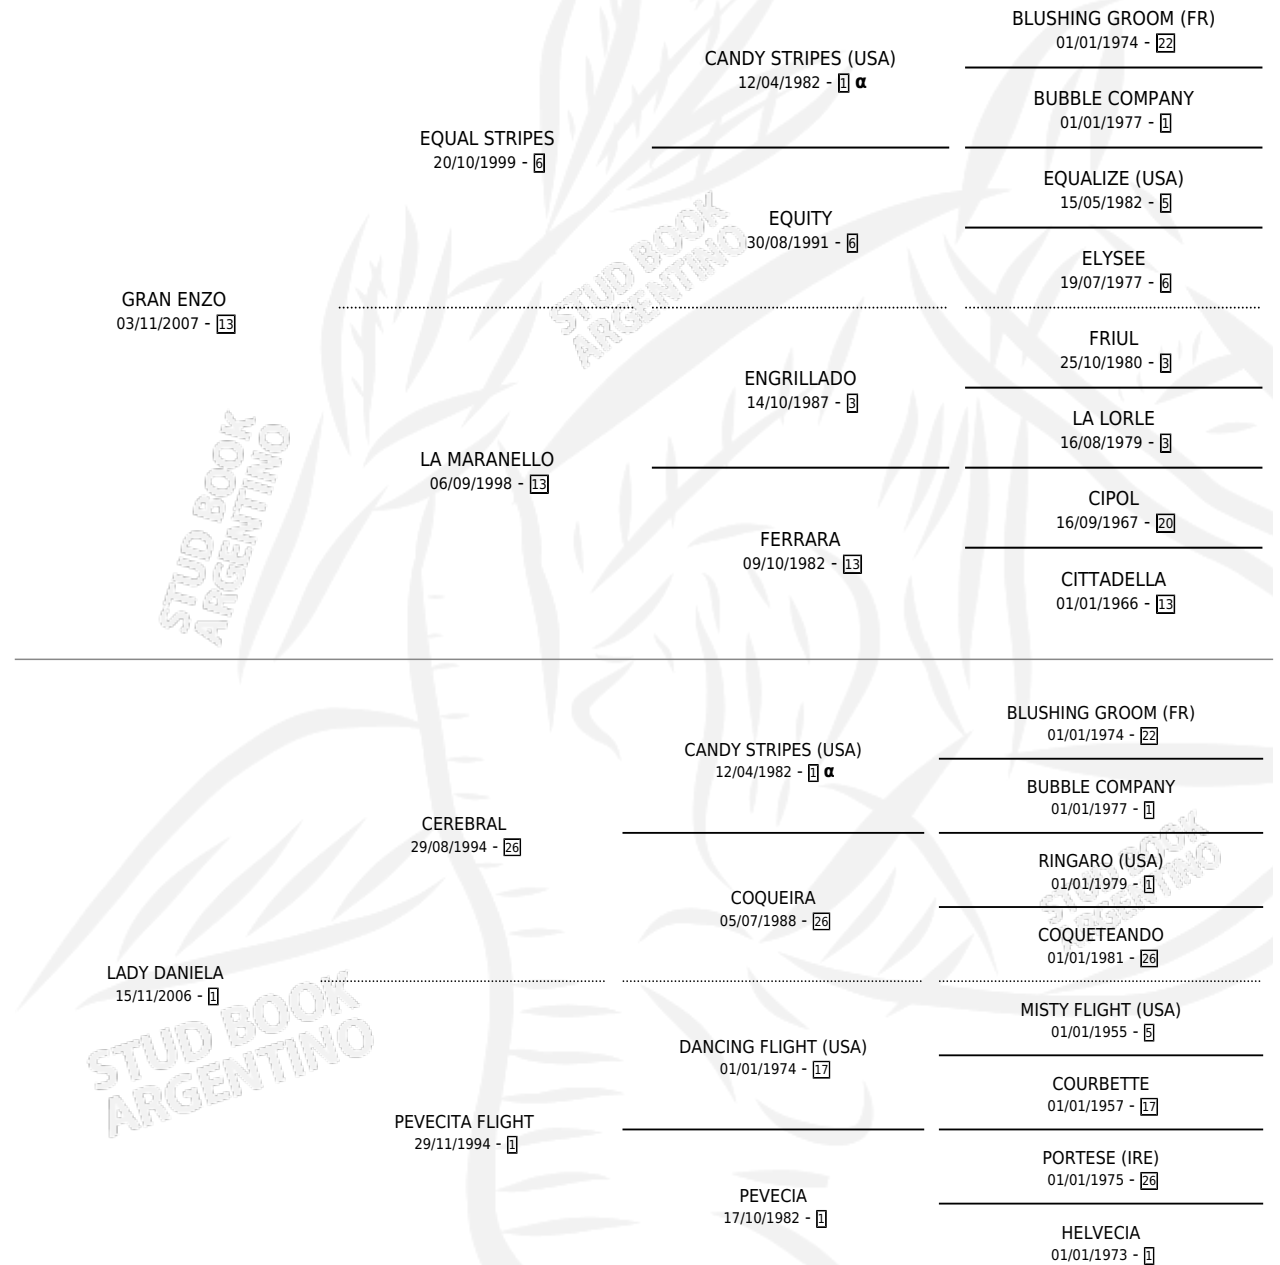 BLUSHING GROOM (FR)
01/01/1974 - 22
CANDY STRIPES (USA)
12/04/1982 - 1 α
BUBBLE COMPANY
01/01/1977 - 1
EQUAL STRIPES
20/10/1999 - 6
EQUALIZE (USA)
15/05/1982 - 5
EQUITY
30/08/1991 - 6
ELYSEE
19/07/1977 - 6
GRAN ENZO
03/11/2007 - 13
FRIUL
25/10/1980 - 3
ENGRILLADO
14/10/1987 - 3
LA LORLE
16/08/1979 - 3
LA MARANELLO
06/09/1998 - 13
CIPOL
16/09/1967 - 20
FERRARA
09/10/1982 - 13
CITTADELLA
01/01/1966 - 13
STUD BOOK
ARGENTINO
STUD BOOK
ARGENTINO
BLUSHING GROOM (FR)
01/01/1974 - 22
CANDY STRIPES (USA)
12/04/1982 - 1 α
BUBBLE COMPANY
01/01/1977 - 1
CEREBRAL
29/08/1994 - 26
RINGARO (USA)
01/01/1979 - 1
COQUEIRA
05/07/1988 - 26
COQUETEANDO
01/01/1981 - 26
LADY DANIELA
15/11/2006 - 1
MISTY FLIGHT (USA)
01/01/1955 - 5
DANCING FLIGHT (USA)
01/01/1974 - 17
COURBETTE
01/01/1957 - 17
PEVECITA FLIGHT
29/11/1994 - 1
PORTESE (IRE)
01/01/1975 - 26
PEVECIA
17/10/1982 - 1
HELVECIA
01/01/1973 - 1
STUD BOOK
ARGENTINO
STUD BOOK
ARGENTINO